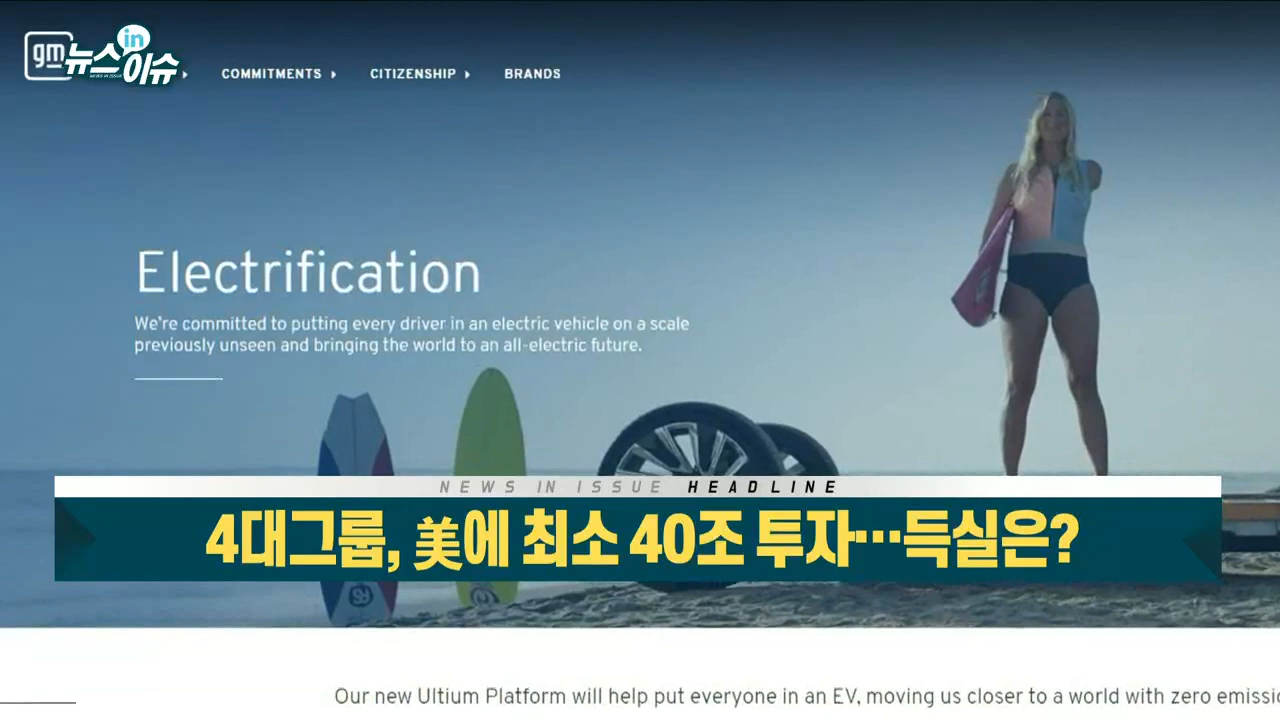 gm
뉴스in이슈
NEWS IN ISSUE
COMMITMENTS
CITIZENSHIP
BRANDS
Electrification
We're committed to putting every driver in an electric vehicle on a scale
previously unseen and bringing the world to an all-electric future.
NEWS IN ISSUE HEADLINE
4대그룹, 美에 최소 40조 투자…득실은?
Our new Ultium Platform will help put everyone in an EV, moving us closer to a world with zero